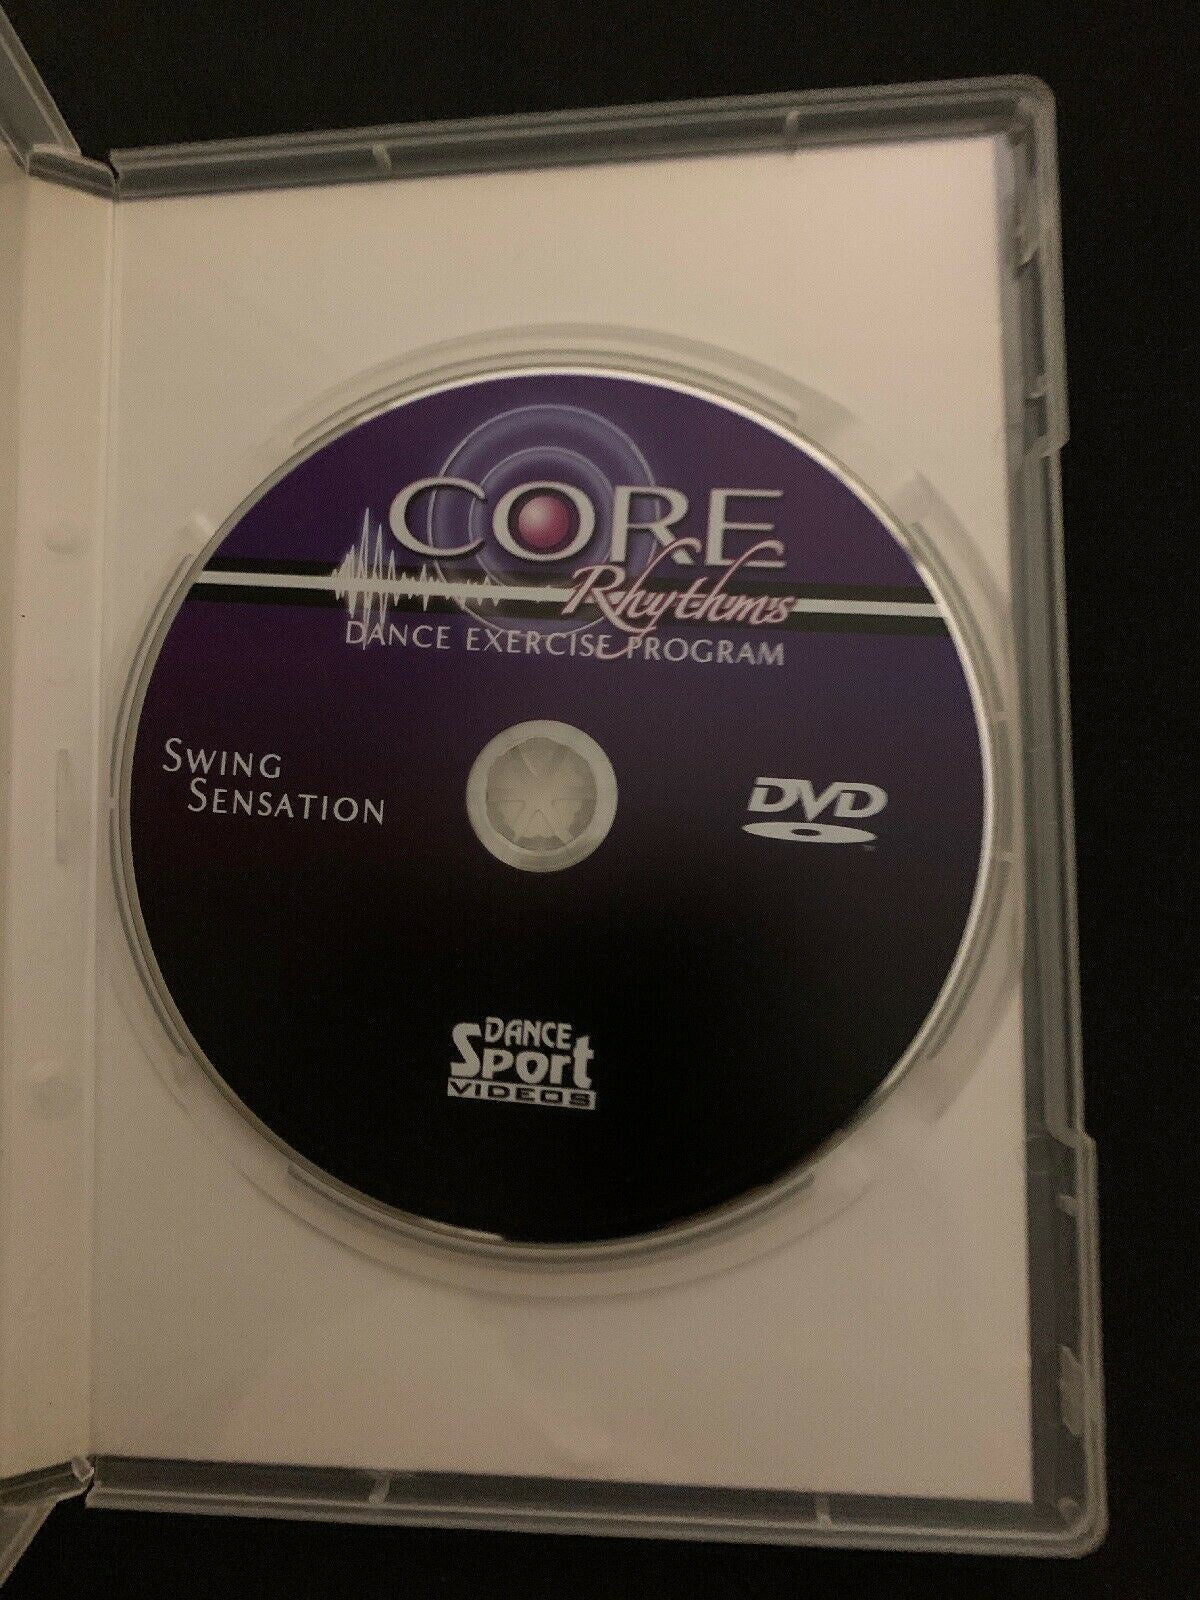 CORE
Rhythms
DANCE EXERCISE PROGRAM
SWING
SENSATION
DVD
DANCE
Sport
VIDEOS